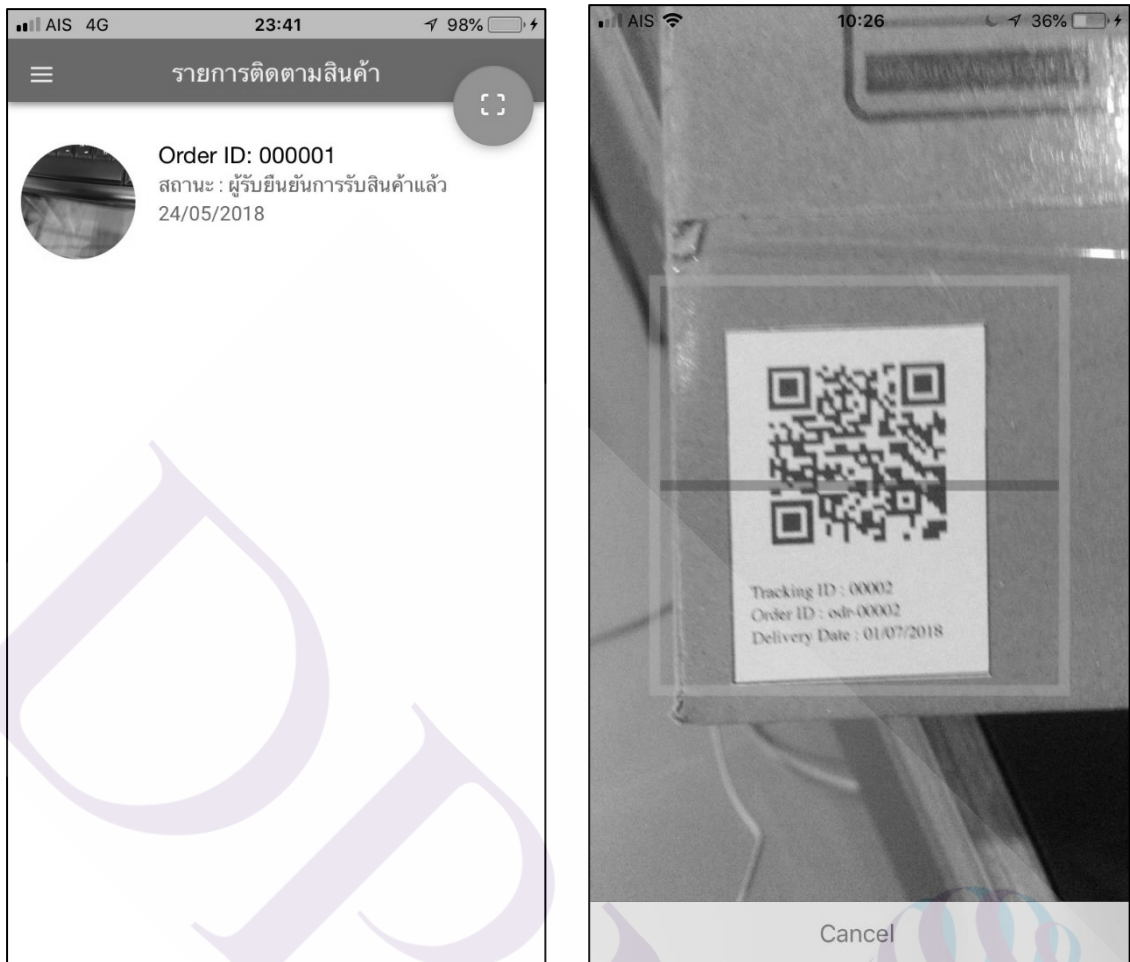 AIS 4G 23:41 98%
รายการติดตามสินค้า
Order ID: 000001
สถานะ : ผู้รับยืนยันการรับสินค้าแล้ว
24/05/2018
AIS 10:26 36%
Tracking ID : 00002
Order ID : odr-00002
Delivery Date : 01/07/2018
Cancel